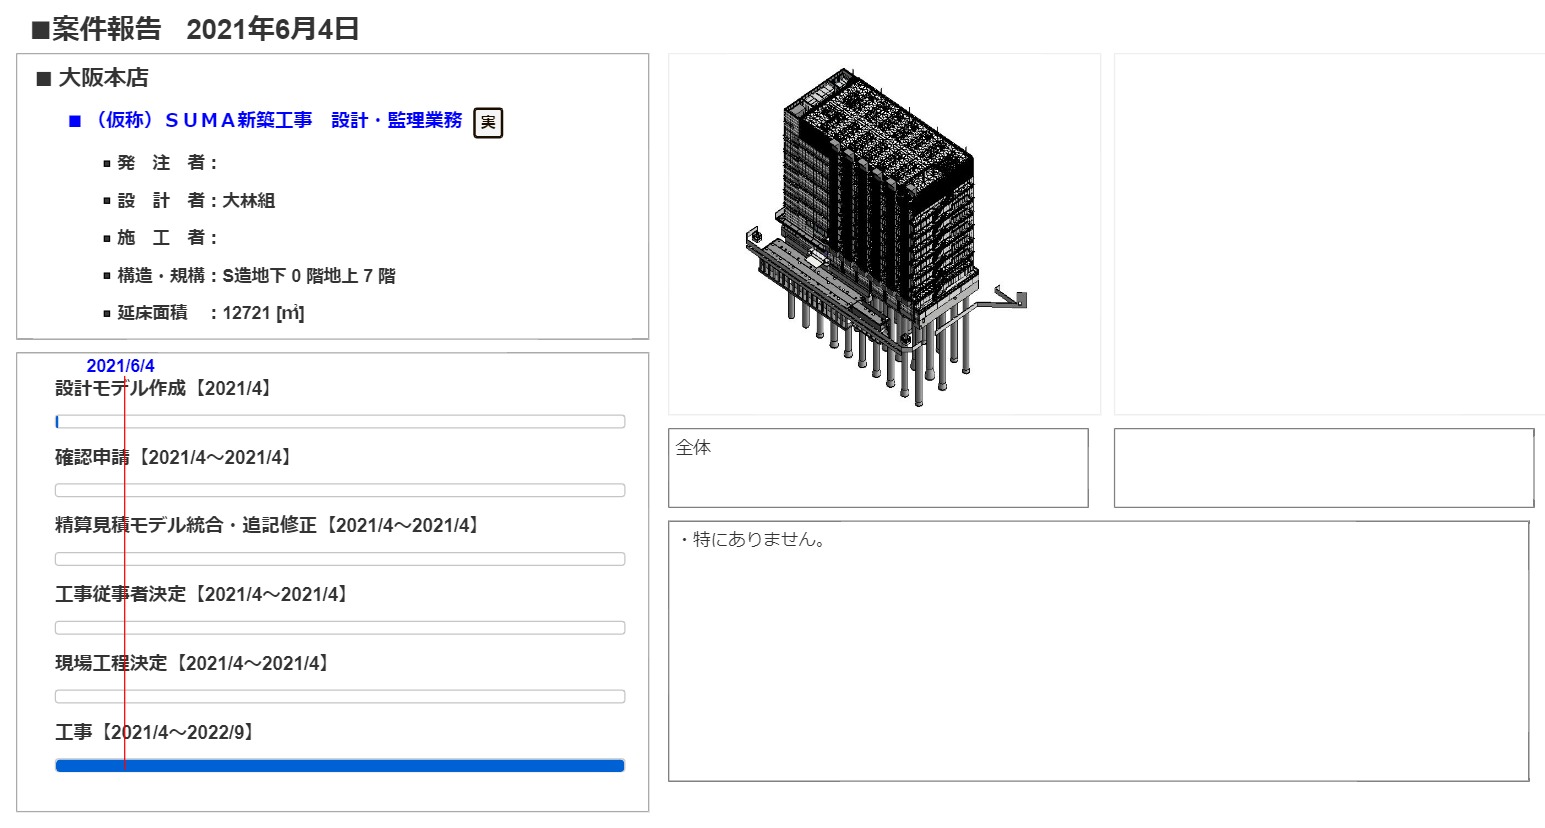 ■案件報告　2021年6月4日
■ 大阪本店
■ （仮称）ＳＵＭＡ新築工事　設計・監理業務 実
▪ 発　注　者：
▪ 設　計　者：大林組
▪ 施　工　者：
▪ 構造・規構：S造地下 0 階地上 7 階
▪ 延床面積　：12721 [㎡]
2021/6/4
設計モデル作成【2021/4】
確認申請【2021/4～2021/4】
精算見積モデル統合・追記修正【2021/4～2021/4】
工事従事者決定【2021/4～2021/4】
現場工程決定【2021/4～2021/4】
工事【2021/4～2022/9】
全体
・特にありません。